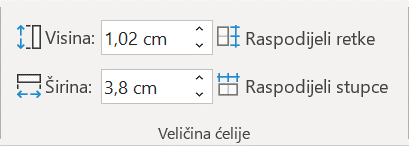 Visina: 1,02 cm Raspodijeli retke
Širina: 3,8 cm Raspodijeli stupce
Veličina ćelije